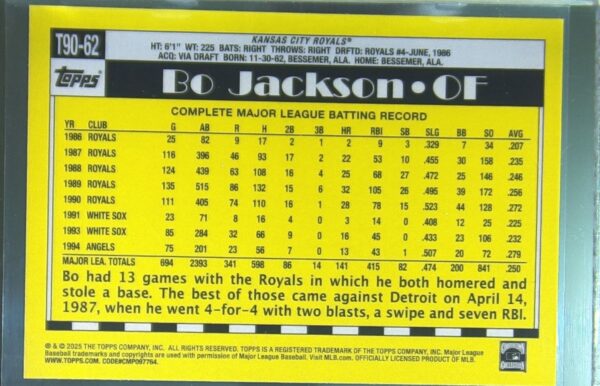 T90-62
KANSAS CITY ROYALS®
HT: 6'1" WT: 225 BATS: RIGHT THROWS: RIGHT DRFTD: ROYALS #4-JUNE, 1986
ACQ: VIA DRAFT BORN: 11-30-62, BESSEMER, ALA. HOME: BESSEMER, ALA.
Topps
Bo Jackson • OF
COMPLETE MAJOR LEAGUE BATTING RECORD
YR CLUB G AB R H 2B 3B HR RBI SB SLG BB SO AVG
1986 ROYALS 25 82 9 17 2 1 2 9 3 .329 7 34 .207
1987 ROYALS 116 396 46 93 17 2 22 53 10 .455 30 158 .235
1988 ROYALS 124 439 63 108 16 4 25 68 27 .472 25 146 .246
1989 ROYALS 135 515 86 132 15 6 32 105 26 .495 39 172 .256
1990 ROYALS 111 405 74 110 16 1 28 78 15 .523 44 128 .272
1991 WHITE SOX 23 71 8 16 4 0 3 14 0 .408 12 25 .225
1993 WHITE SOX 85 284 32 66 9 0 16 45 0 .433 23 106 .232
1994 ANGELS 75 201 23 56 7 0 13 43 1 .507 20 72 .279
MAJOR LEA. TOTALS 694 2393 341 598 86 14 141 415 82 .474 200 841 .250
Bo had 13 games with the Royals in which he both homered and
stole a base. The best of those came against Detroit on April 14,
1987, when he went 4-for-4 with two blasts, a swipe and seven RBI.
® & © 2025 THE TOPPS COMPANY, INC. ALL RIGHTS RESERVED. TOPPS IS A REGISTERED TRADEMARK OF THE TOPPS COMPANY, INC. Major League
Baseball trademarks and copyrights are used with permission of Major League Baseball. Visit MLB.com. OFFICIALLY LICENSED PRODUCT OF MLB.
WWW.TOPPS.COM. CODE#CMP097764.